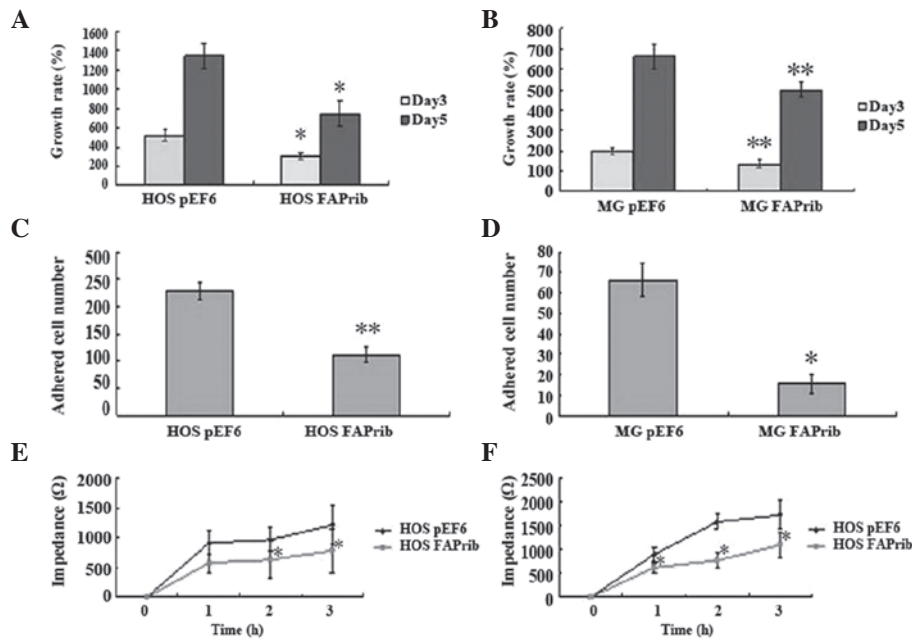 A
Growth rate (%)
1600
1400
1200
1000
800
600
400
200
0
*
*
HOS pEF6
HOS FAPrib
Day3
Day5
B
Growth rate (%)
800
700
600
500
400
300
200
100
0
**
**
MG pEF6
MG FAPrib
Day3
Day5
C
Adhered cell number
500
250
200
150
100
50
0
**
HOS pEF6
HOS FAPrib
D
Adhered cell number
80
70
60
50
40
30
20
10
0
*
MG pEF6
MG FAPrib
E
Impedance (Ω)
2000
1500
1000
500
0
*
*
0 1 2 3
Time (h)
HOS pEF6
HOS FAPrib
F
Impedance (Ω)
2500
2000
1500
1000
500
0
*
*
*
0 1 2 3
Time (h)
HOS pEF6
HOS FAPrib